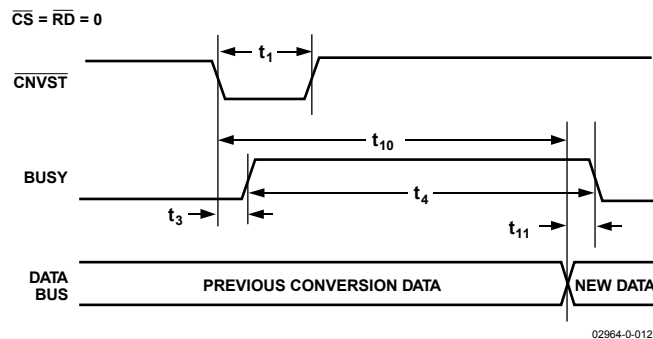 CS = RD = 0
t1
CNVST
t10
BUSY
t3
t4
t11
DATA
BUS
PREVIOUS CONVERSION DATA
NEW DATA
02964-0-012